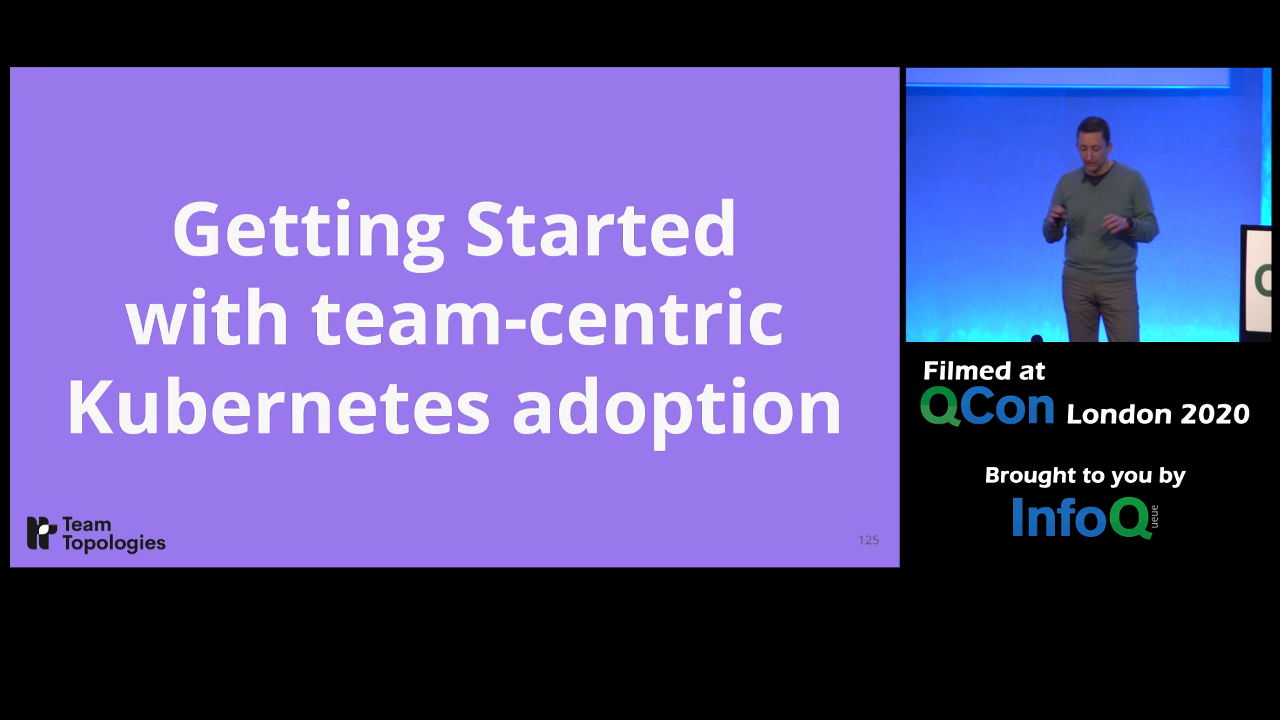 Getting Started
with team-centric
Kubernetes adoption
Team
Topologies
125
Filmed at
QCon London 2020
Brought to you by
InfoQueue